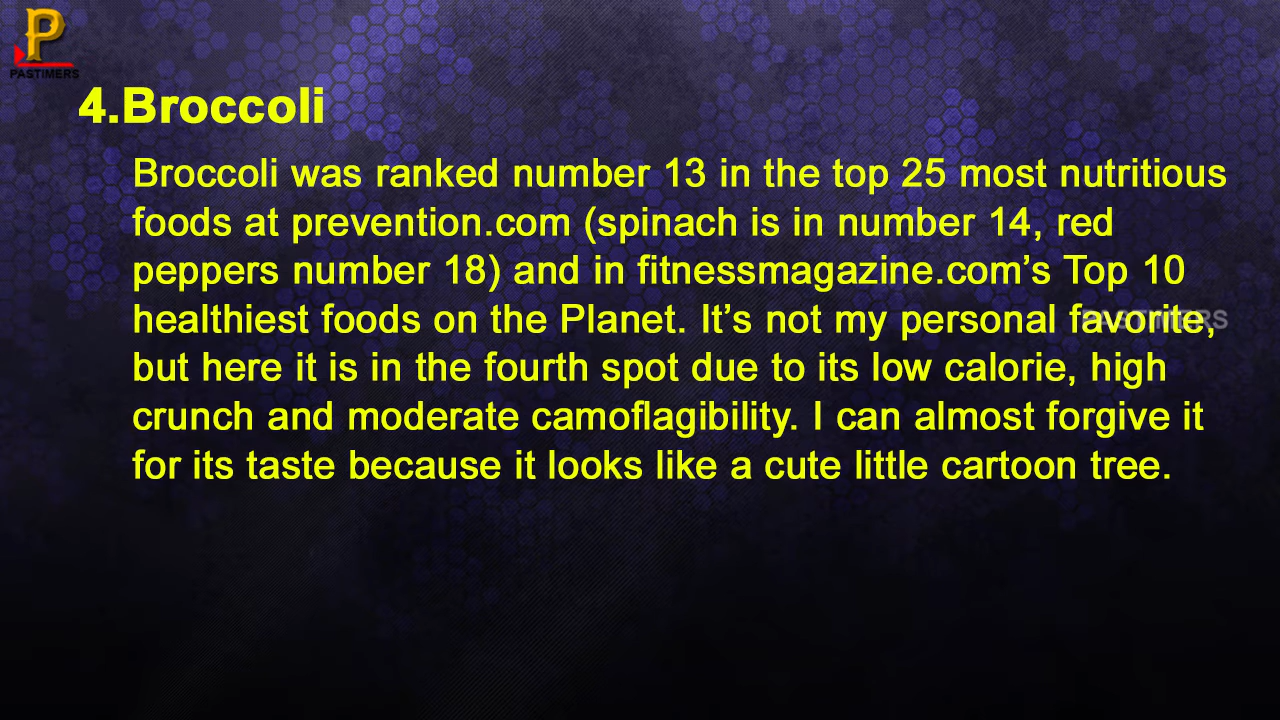 P
PASTIMERS
4.Broccoli
Broccoli was ranked number 13 in the top 25 most nutritious
foods at prevention.com (spinach is in number 14, red
peppers number 18) and in fitnessmagazine.com’s Top 10
healthiest foods on the Planet. It’s not my personal favorite,
PASTIMERS
but here it is in the fourth spot due to its low calorie, high
crunch and moderate camoflagibility. I can almost forgive it
for its taste because it looks like a cute little cartoon tree.